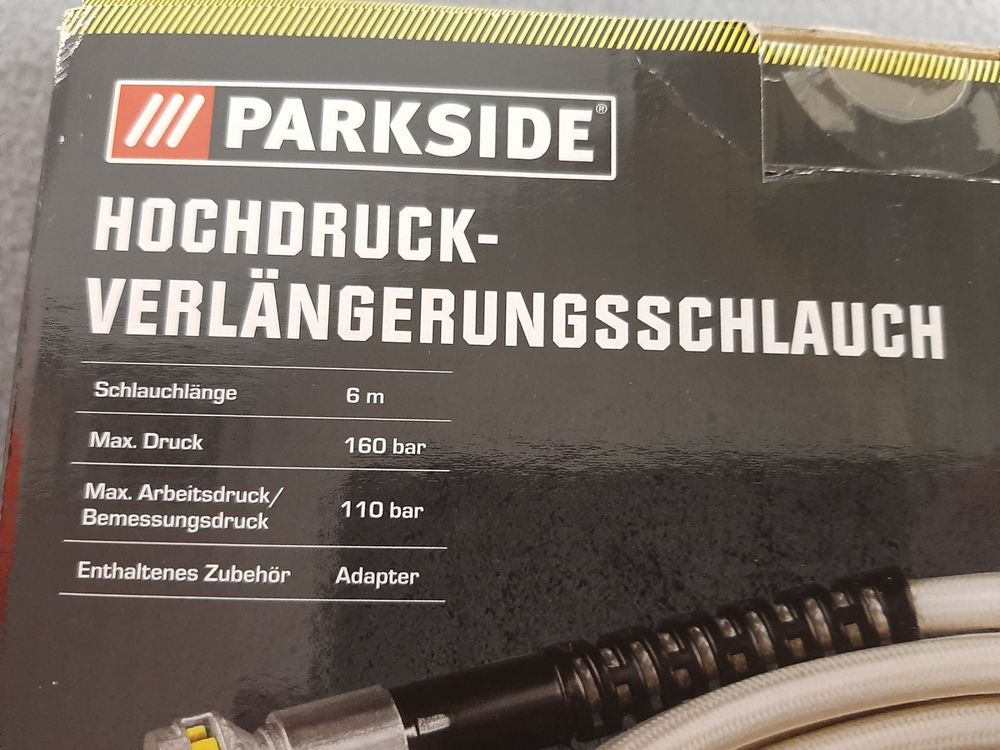 PARKSIDE®
HOCHDRUCK-
VERLÄNGERUNGSSCHLAUCH
Schlauchlänge 6 m
Max. Druck 160 bar
Max. Arbeitsdruck/
Bemessungsdruck 110 bar
Enthaltenes Zubehör Adapter